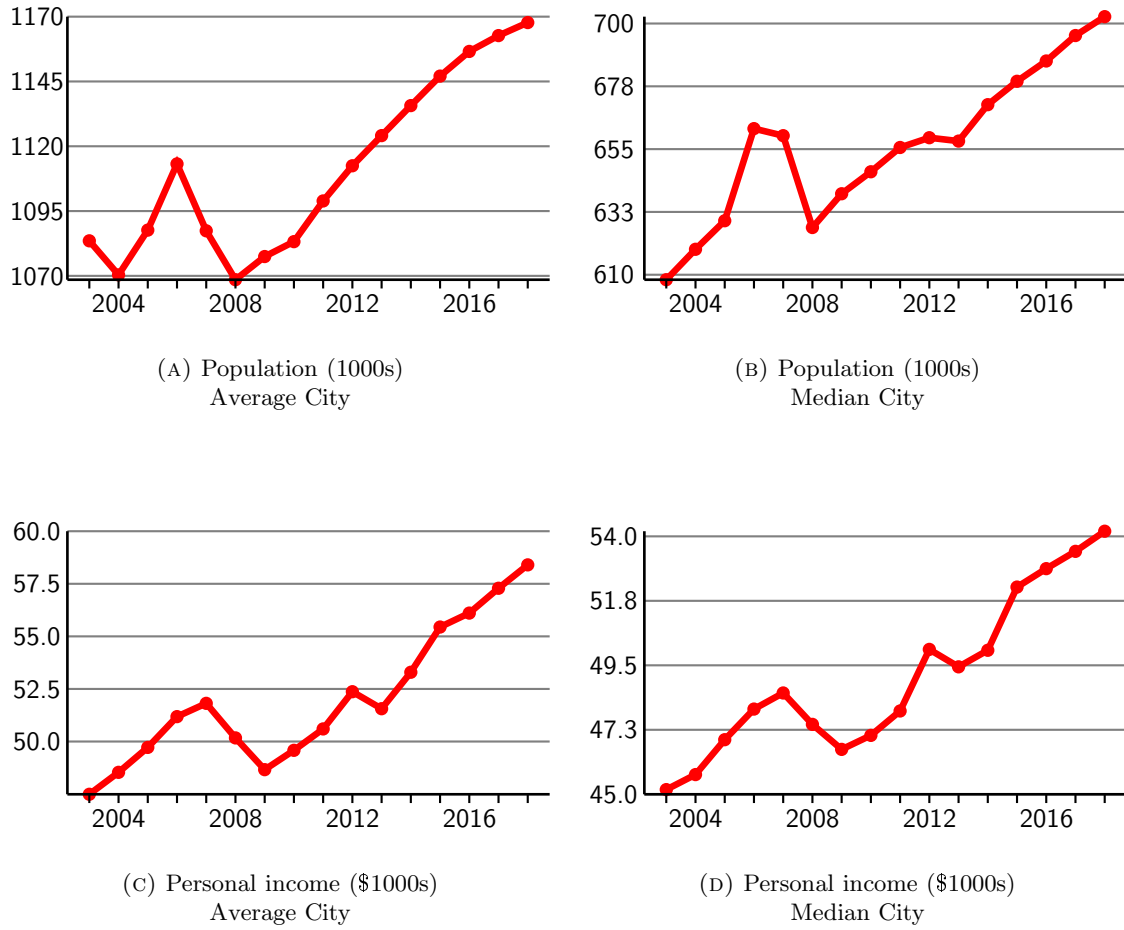 1170
1145
1120
1095
1070
2004 2008 2012 2016
(A) Population (1000s)
Average City
700
678
655
633
610
2004 2008 2012 2016
(B) Population (1000s)
Median City
60.0
57.5
55.0
52.5
50.0
2004 2008 2012 2016
(C) Personal income ($1000s)
Average City
54.0
51.8
49.5
47.3
45.0
2004 2008 2012 2016
(D) Personal income ($1000s)
Median City